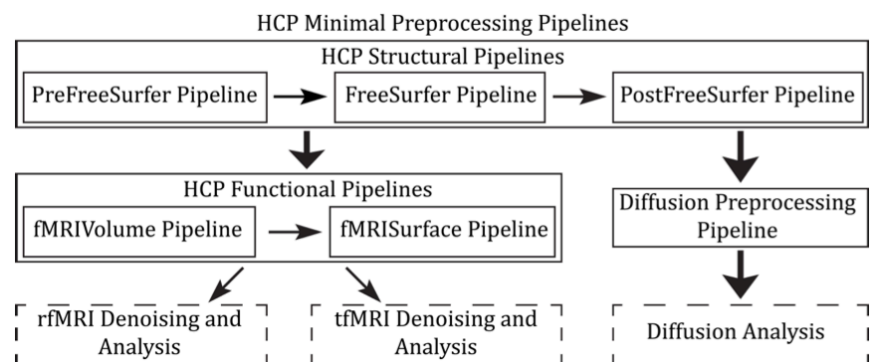 HCP Minimal Preprocessing Pipelines
HCP Structural Pipelines
PreFreeSurfer Pipeline
FreeSurfer Pipeline
PostFreeSurfer Pipeline
HCP Functional Pipelines
fMRIVolume Pipeline
fMRISurface Pipeline
Diffusion Preprocessing
Pipeline
rfMRI Denoising and
Analysis
tfMRI Denoising and
Analysis
Diffusion Analysis